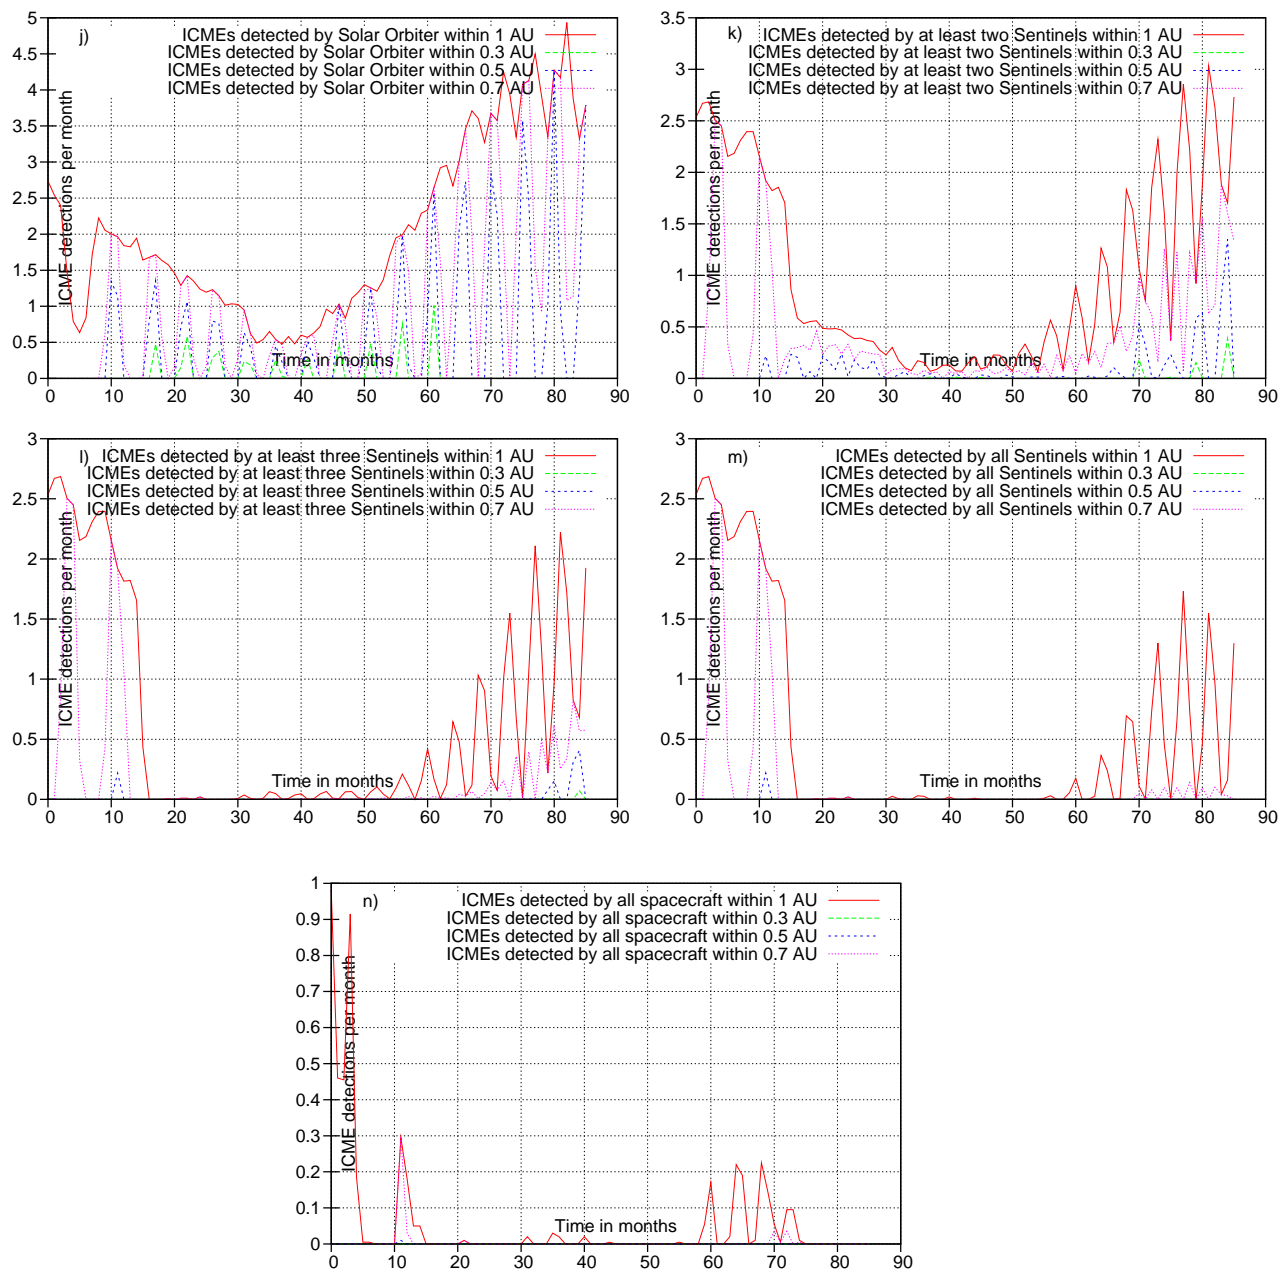 j)
ICMEs detected by Solar Orbiter within 1 AU
ICMEs detected by Solar Orbiter within 0.3 AU
ICMEs detected by Solar Orbiter within 0.5 AU
ICMEs detected by Solar Orbiter within 0.7 AU
5
4.5
4
3.5
3
2.5
2
1.5
1
0.5
0
ICME detections per month
Time in months
0 10 20 30 40 50 60 70 80 90
k)
ICMEs detected by at least two Sentinels within 1 AU
ICMEs detected by at least two Sentinels within 0.3 AU
ICMEs detected by at least two Sentinels within 0.5 AU
ICMEs detected by at least two Sentinels within 0.7 AU
3.5
3
2.5
2
1.5
1
0.5
0
ICME detections per month
Time in months
0 10 20 30 40 50 60 70 80 90
l)
ICMEs detected by at least three Sentinels within 1 AU
ICMEs detected by at least three Sentinels within 0.3 AU
ICMEs detected by at least three Sentinels within 0.5 AU
ICMEs detected by at least three Sentinels within 0.7 AU
3
2.5
2
1.5
1
0.5
0
ICME detections per month
Time in months
0 10 20 30 40 50 60 70 80 90
m)
ICMEs detected by all Sentinels within 1 AU
ICMEs detected by all Sentinels within 0.3 AU
ICMEs detected by all Sentinels within 0.5 AU
ICMEs detected by all Sentinels within 0.7 AU
3
2.5
2
1.5
1
0.5
0
ICME detections per month
Time in months
0 10 20 30 40 50 60 70 80 90
n)
ICMEs detected by all spacecraft within 1 AU
ICMEs detected by all spacecraft within 0.3 AU
ICMEs detected by all spacecraft within 0.5 AU
ICMEs detected by all spacecraft within 0.7 AU
1
0.9
0.8
0.7
0.6
0.5
0.4
0.3
0.2
0.1
0
ICME detections per month
Time in months
0 10 20 30 40 50 60 70 80 90